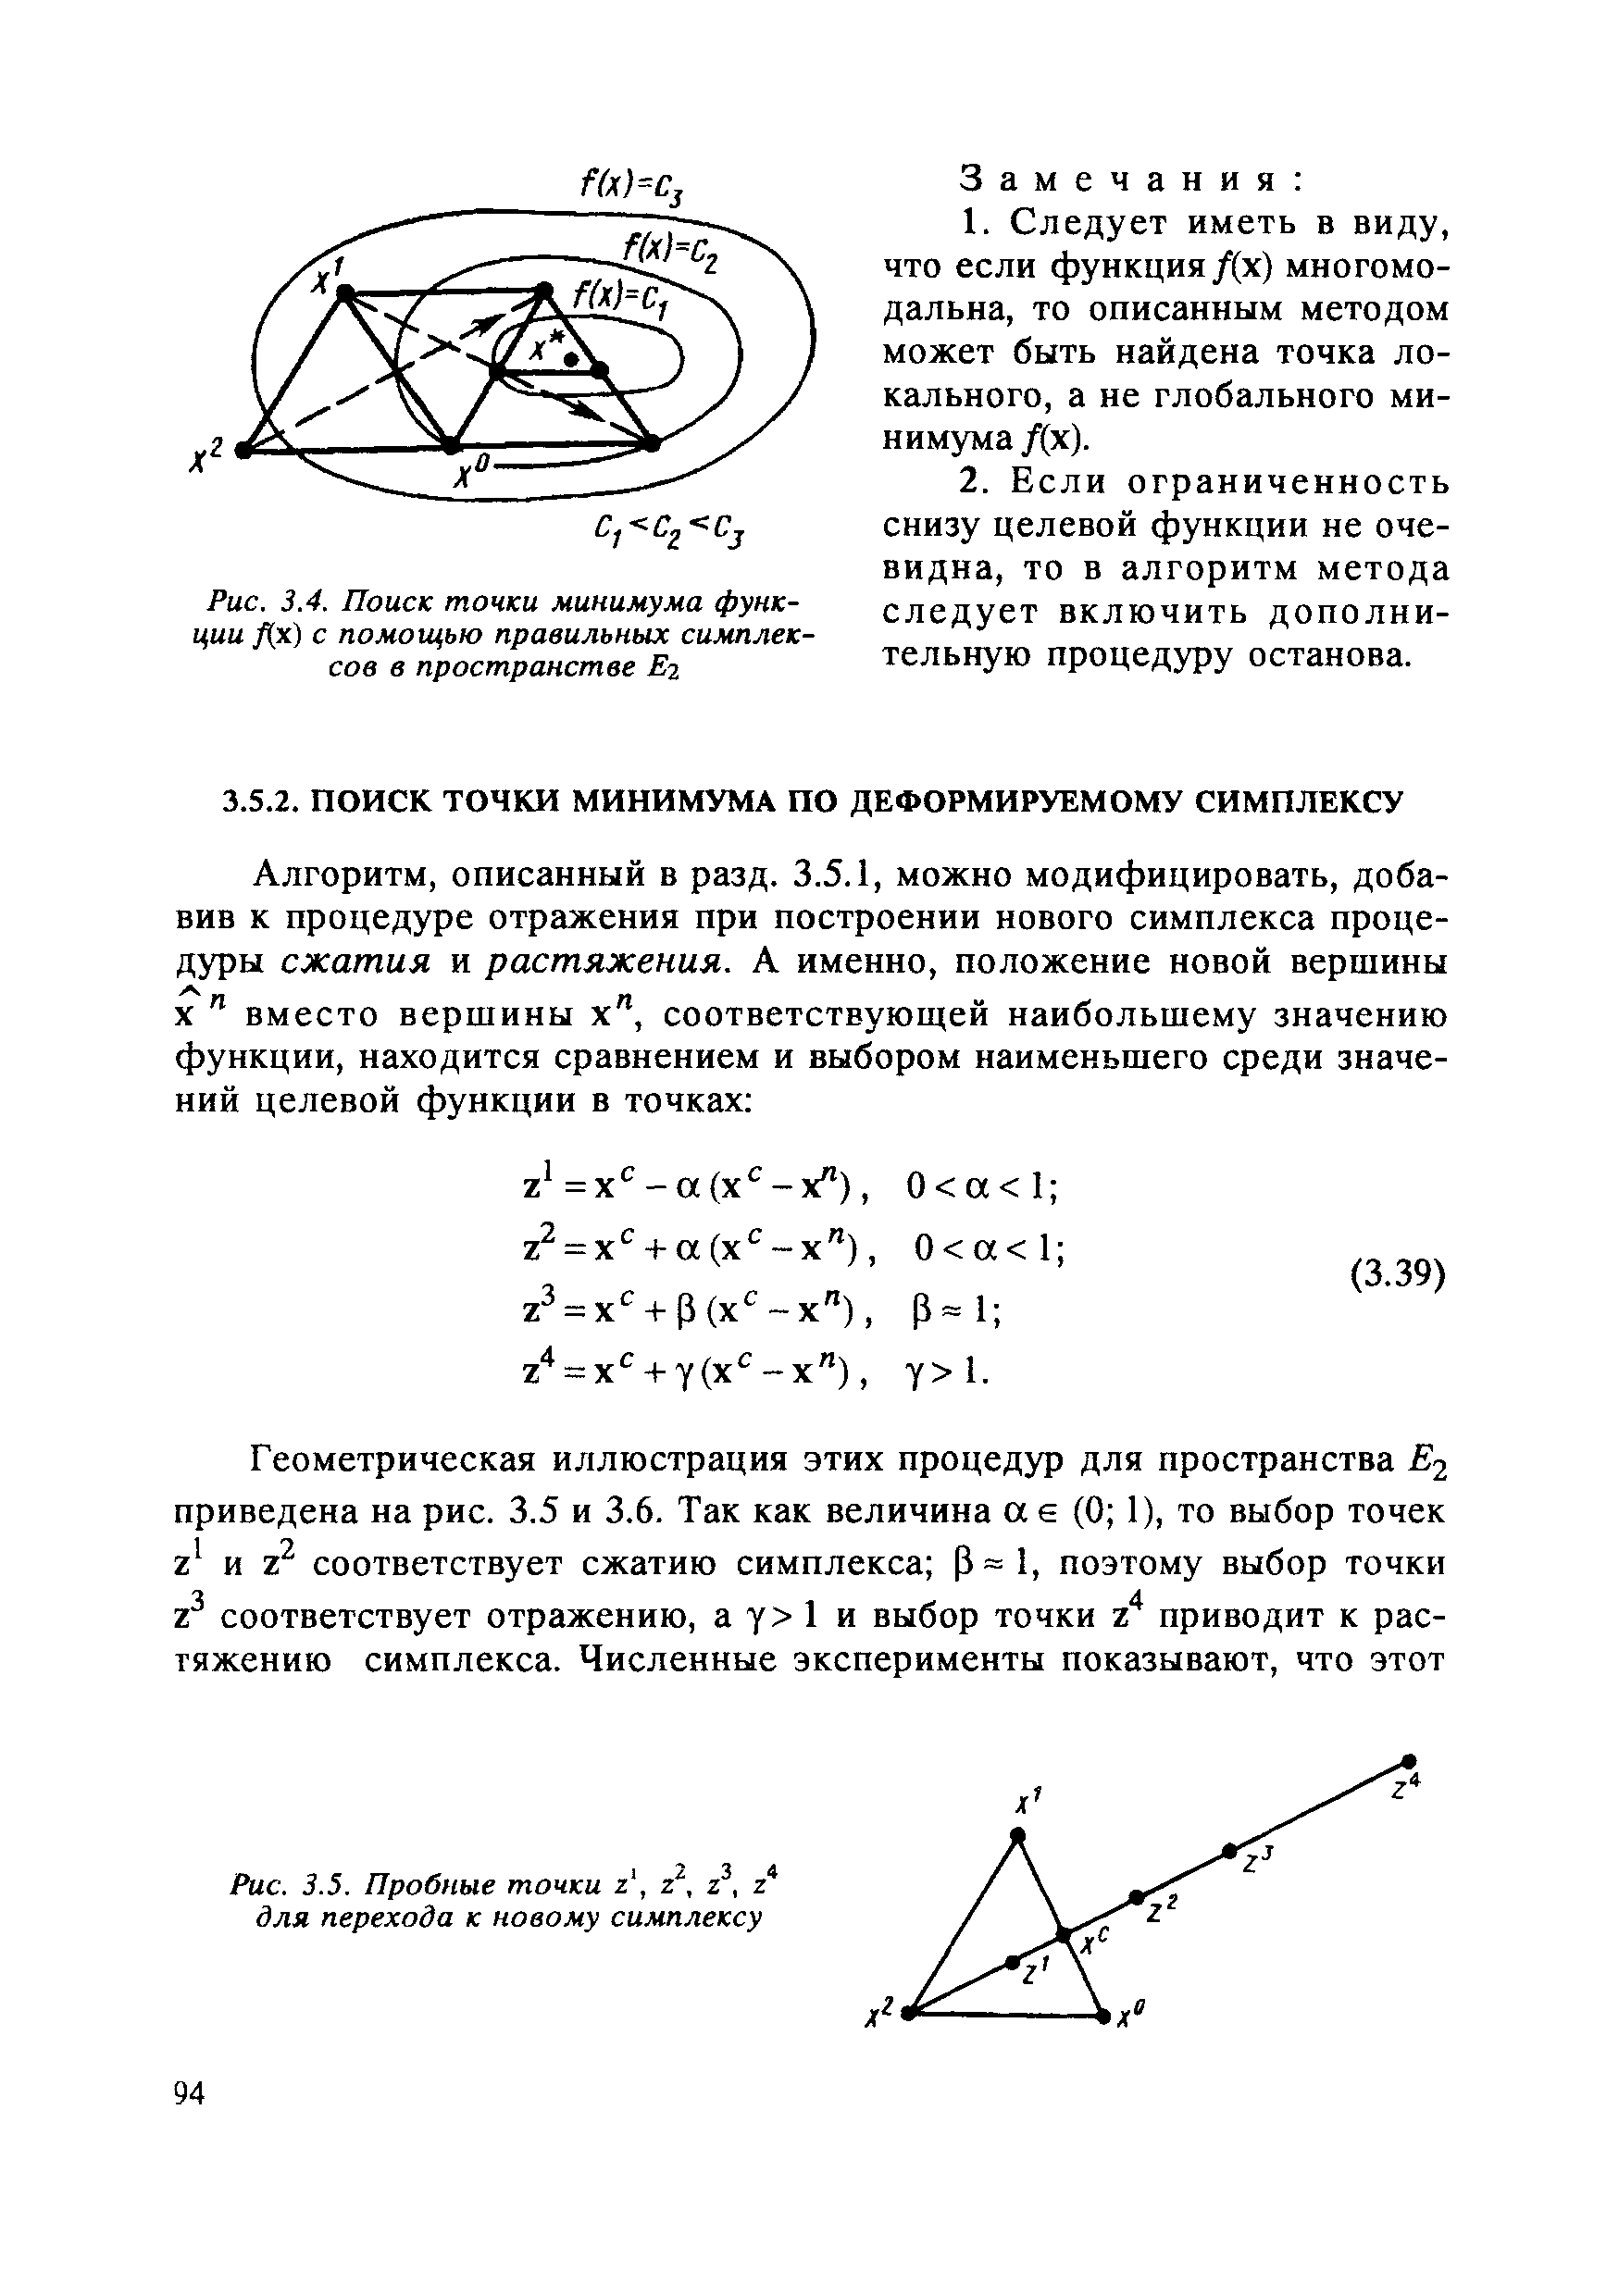 f(x)=C₃
f(x)=C₂
f(x)=C₁
x¹
x*
x²
x⁰
C₁<C₂<C₃
Рис. 3.4. Поиск точки минимума функ-
ции f(x) с помощью правильных симплек-
сов в пространстве E₂
Замечания:
1. Следует иметь в виду,
что если функция f(x) многомо-
дальна, то описанным методом
может быть найдена точка ло-
кального, а не глобального ми-
нимума f(x).
2. Если ограниченность
снизу целевой функции не оче-
видна, то в алгоритм метода
следует включить дополни-
тельную процедуру останова.
3.5.2. ПОИСК ТОЧКИ МИНИМУМА ПО ДЕФОРМИРУЕМОМУ СИМПЛЕКСУ
Алгоритм, описанный в разд. 3.5.1, можно модифицировать, доба-
вив к процедуре отражения при построении нового симплекса проце-
дуры сжатия и растяжения. А именно, положение новой вершины
x̂ⁿ вместо вершины xⁿ, соответствующей наибольшему значению
функции, находится сравнением и выбором наименьшего среди значе-
ний целевой функции в точках:
z¹ = xᶜ - α (xᶜ - xⁿ), 0 < α < 1;
z² = xᶜ + α (xᶜ - xⁿ), 0 < α < 1;
z³ = xᶜ + β (xᶜ - xⁿ), β ≈ 1;
z⁴ = xᶜ + γ (xᶜ - xⁿ), γ > 1.
(3.39)
Геометрическая иллюстрация этих процедур для пространства E₂
приведена на рис. 3.5 и 3.6. Так как величина α ∈ (0; 1), то выбор точек
z¹ и z² соответствует сжатию симплекса; β ≈ 1, поэтому выбор точки
z³ соответствует отражению, а γ > 1 и выбор точки z⁴ приводит к рас-
тяжению симплекса. Численные эксперименты показывают, что этот
Рис. 3.5. Пробные точки z¹, z², z³, z⁴
для перехода к новому симплексу
x¹
z⁴
z³
z²
xᶜ
z¹
x²
x⁰
94